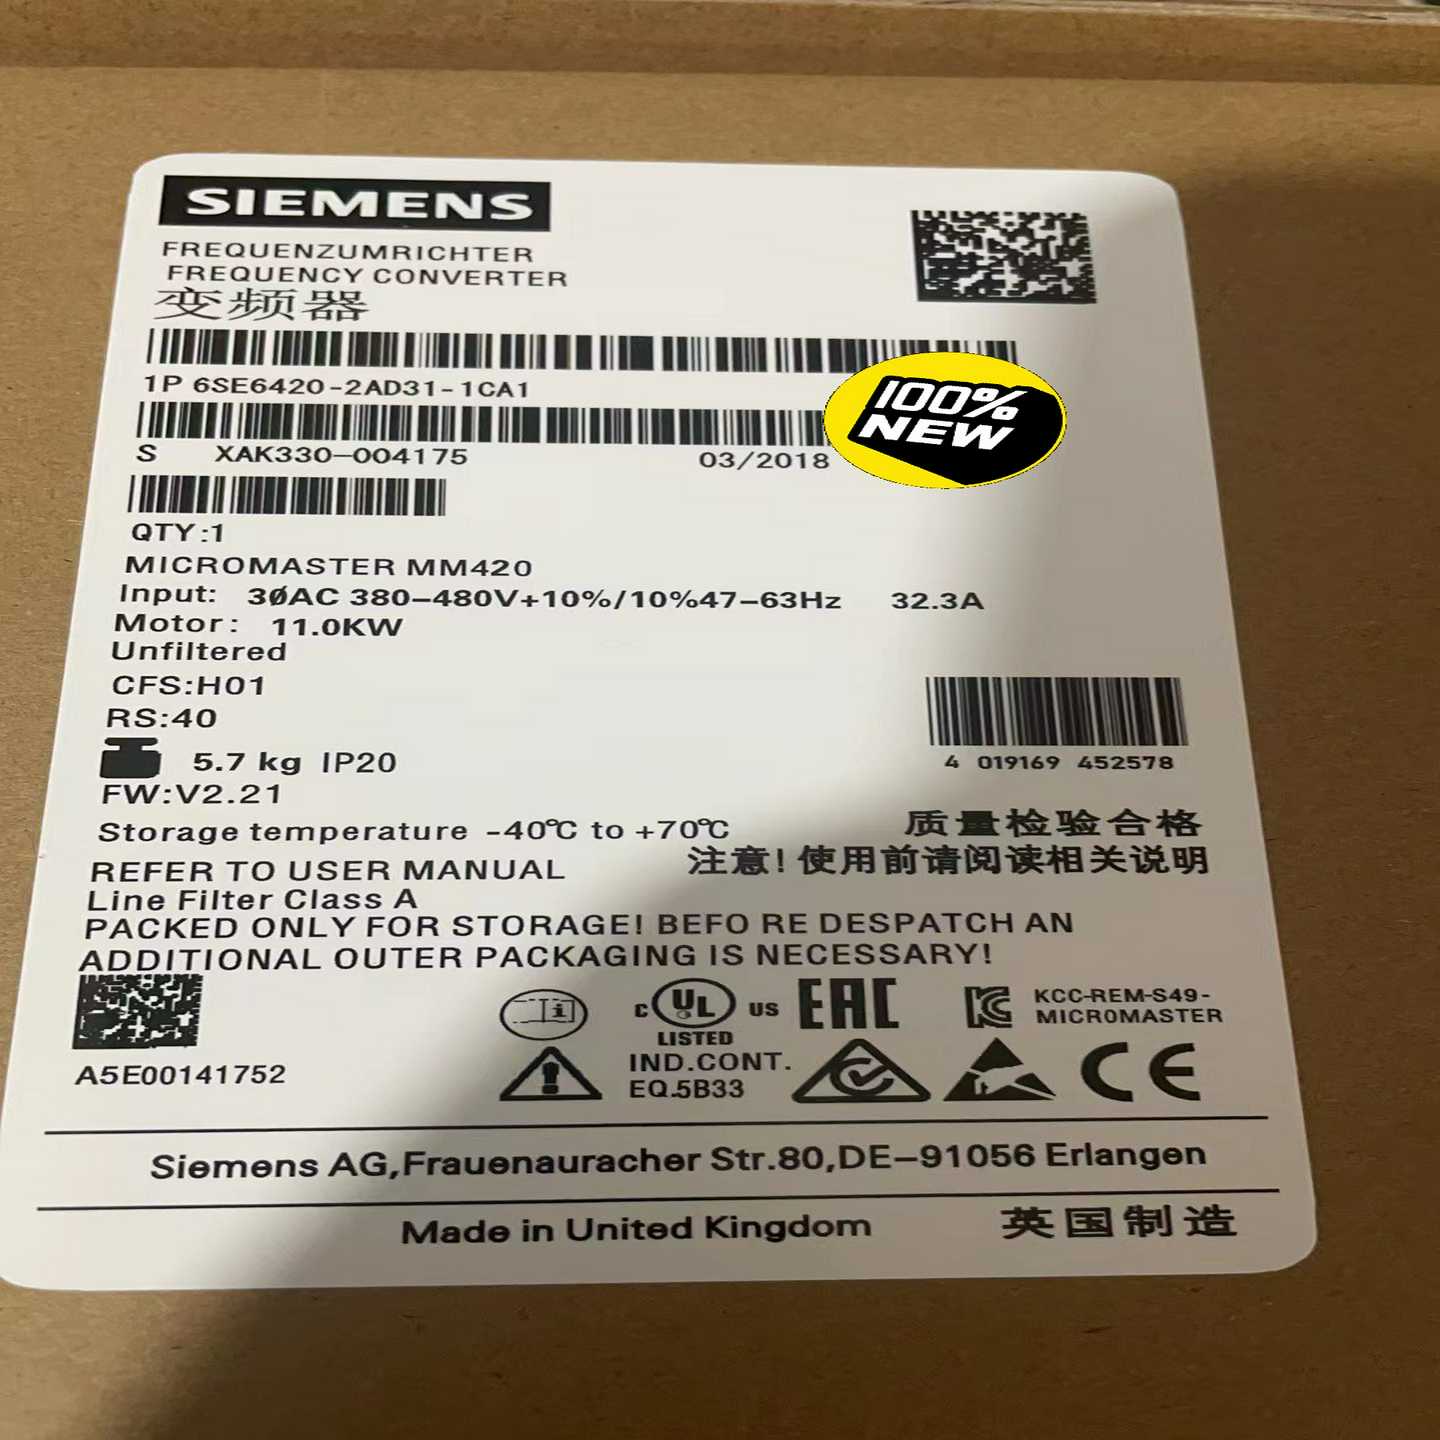 SIEMENS
FREQUENZUMRICHTER
FREQUENCY CONVERTER
变频器
1P 6SE6420-2AD31-1CA1
100%
NEW
S XAK330-004175 03/2018
QTY:1
MICROMASTER MM420
Input: 3ØAC 380-480V+10%/10%47-63Hz 32.3A
Motor: 11.0KW
Unfiltered
CFS:H01
RS:40
5.7 kg IP20
4 019169 452578
FW:V2.21
Storage temperature -40℃ to +70℃
质量检验合格
REFER TO USER MANUAL
注意!使用前请阅读相关说明
Line Filter Class A
PACKED ONLY FOR STORAGE! BEFO RE DESPATCH AN
ADDITIONAL OUTER PACKAGING IS NECESSARY!
i
C UL US
LISTED
IND.CONT.
EQ.5B33
EAC
KCC-REM-S49-
MICROMASTER
A5E00141752
CE
Siemens AG,Frauenauracher Str.80,DE-91056 Erlangen
Made in United Kingdom 英国制造